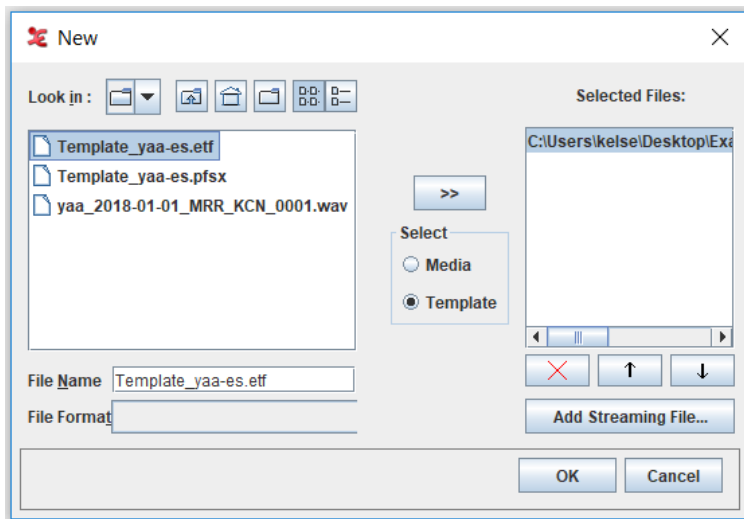 New
Look in :
Selected Files:
Template_yaa-es.etf
Template_yaa-es.pfsx
yaa_2018-01-01_MRR_KCN_0001.wav
C:\Users\kelse\Desktop\Exa
>>
Select
Media
Template
File Name Template_yaa-es.etf
File Format
Add Streaming File...
OK Cancel